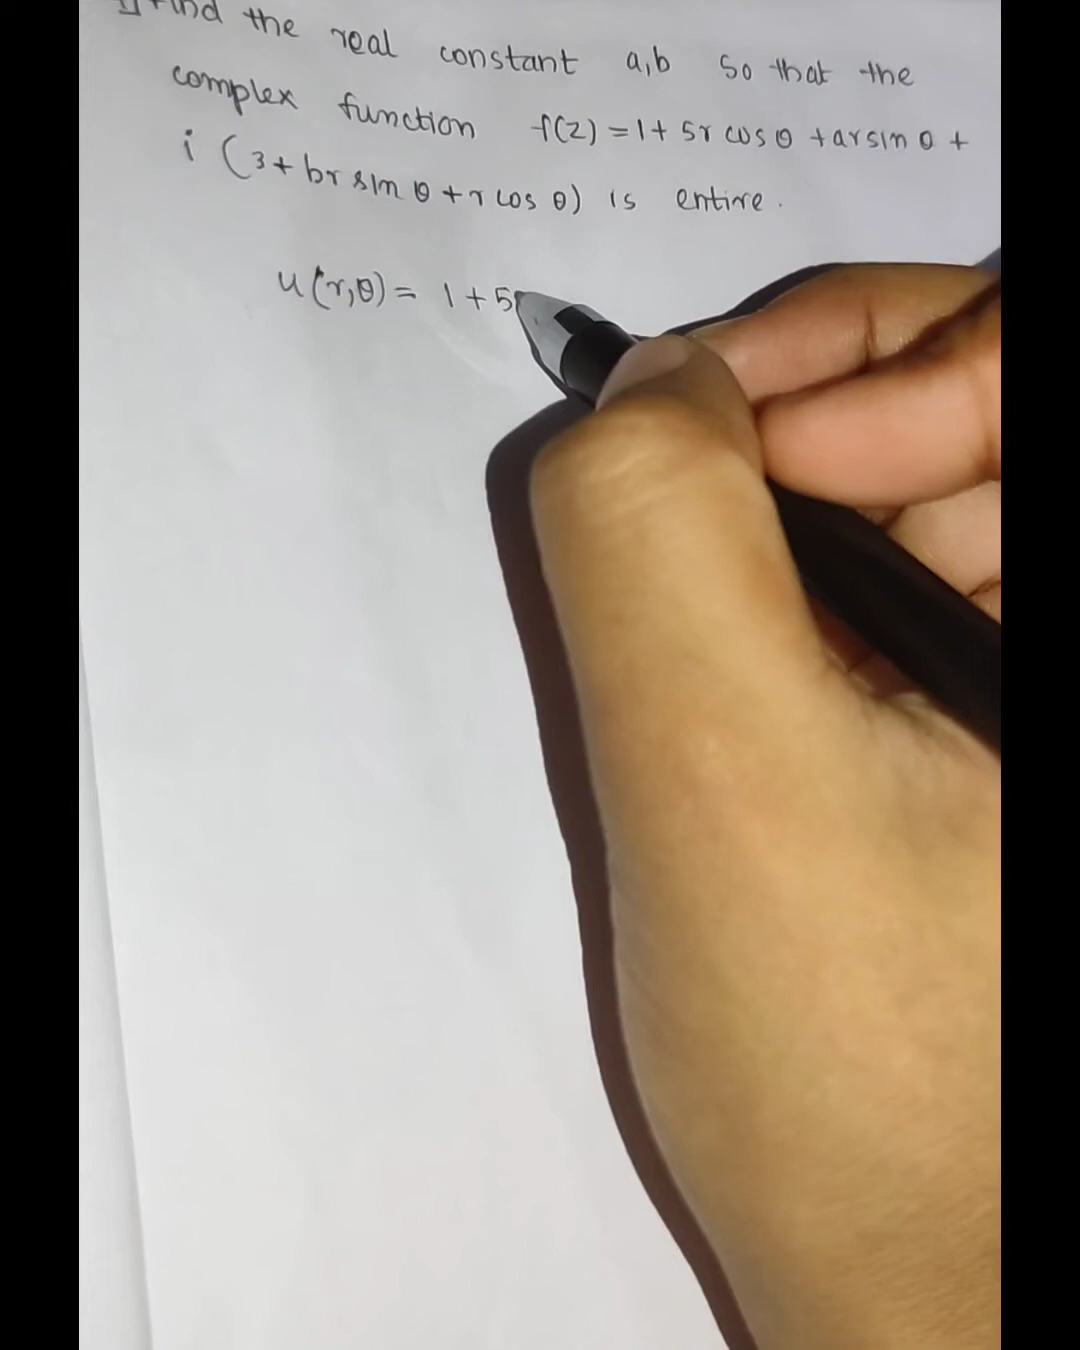 find the real constant a,b so that the
complex function f(z) = 1 + 5r cos θ + ar sin θ +
i (3 + br sin θ + r cos θ) is entire.
u(r,θ) = 1 + 5